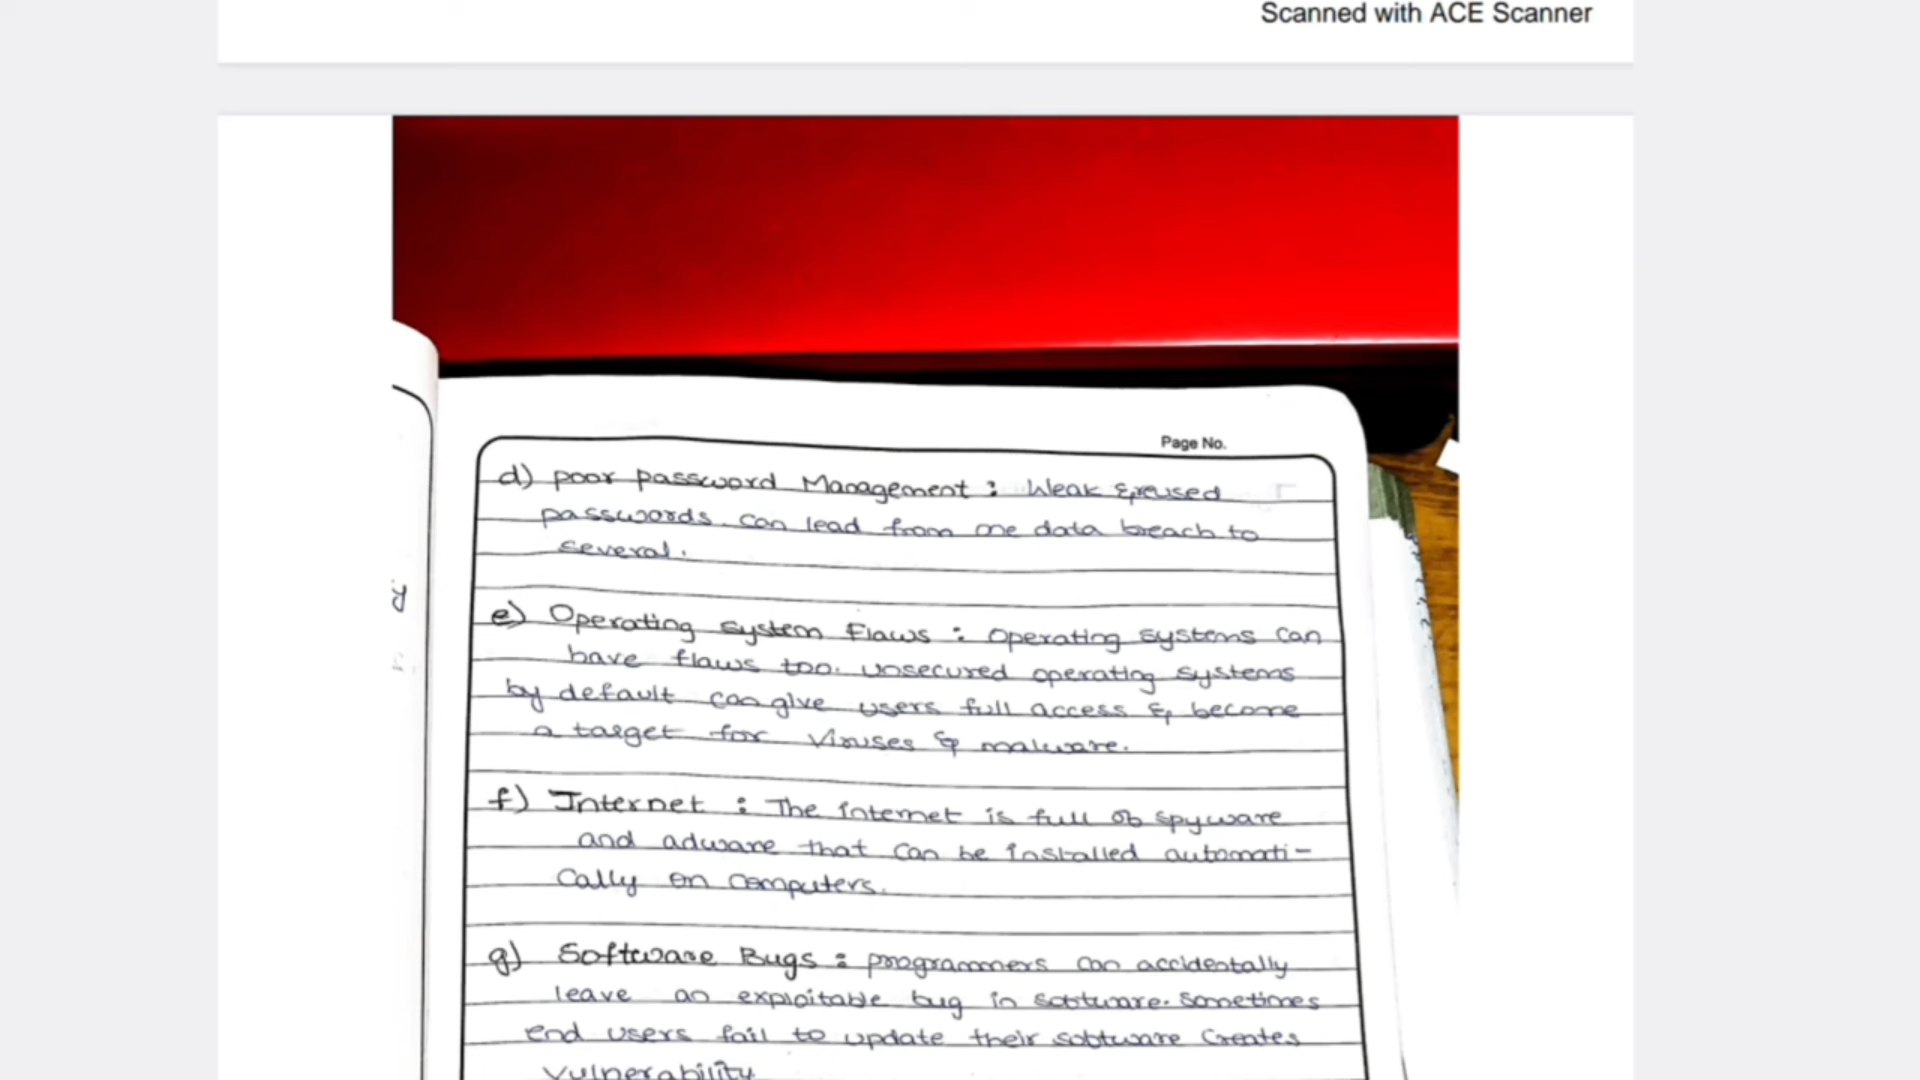 Scanned with ACE Scanner
Page No.
d) poor password Management : Weak & reused
passwords can lead from one data breach to
several.
e) Operating system Flaws : Operating systems can
have flaws too. unsecured operating systems
by default can give users full access & become
a target for viruses & malware.
f) Internet : The internet is full of spyware
and adware that can be installed automati-
cally on computers.
g) Software Bugs : programmers can accidentally
leave an exploitable bug in software. Sometimes
end users fail to update their software creates
vulnerability